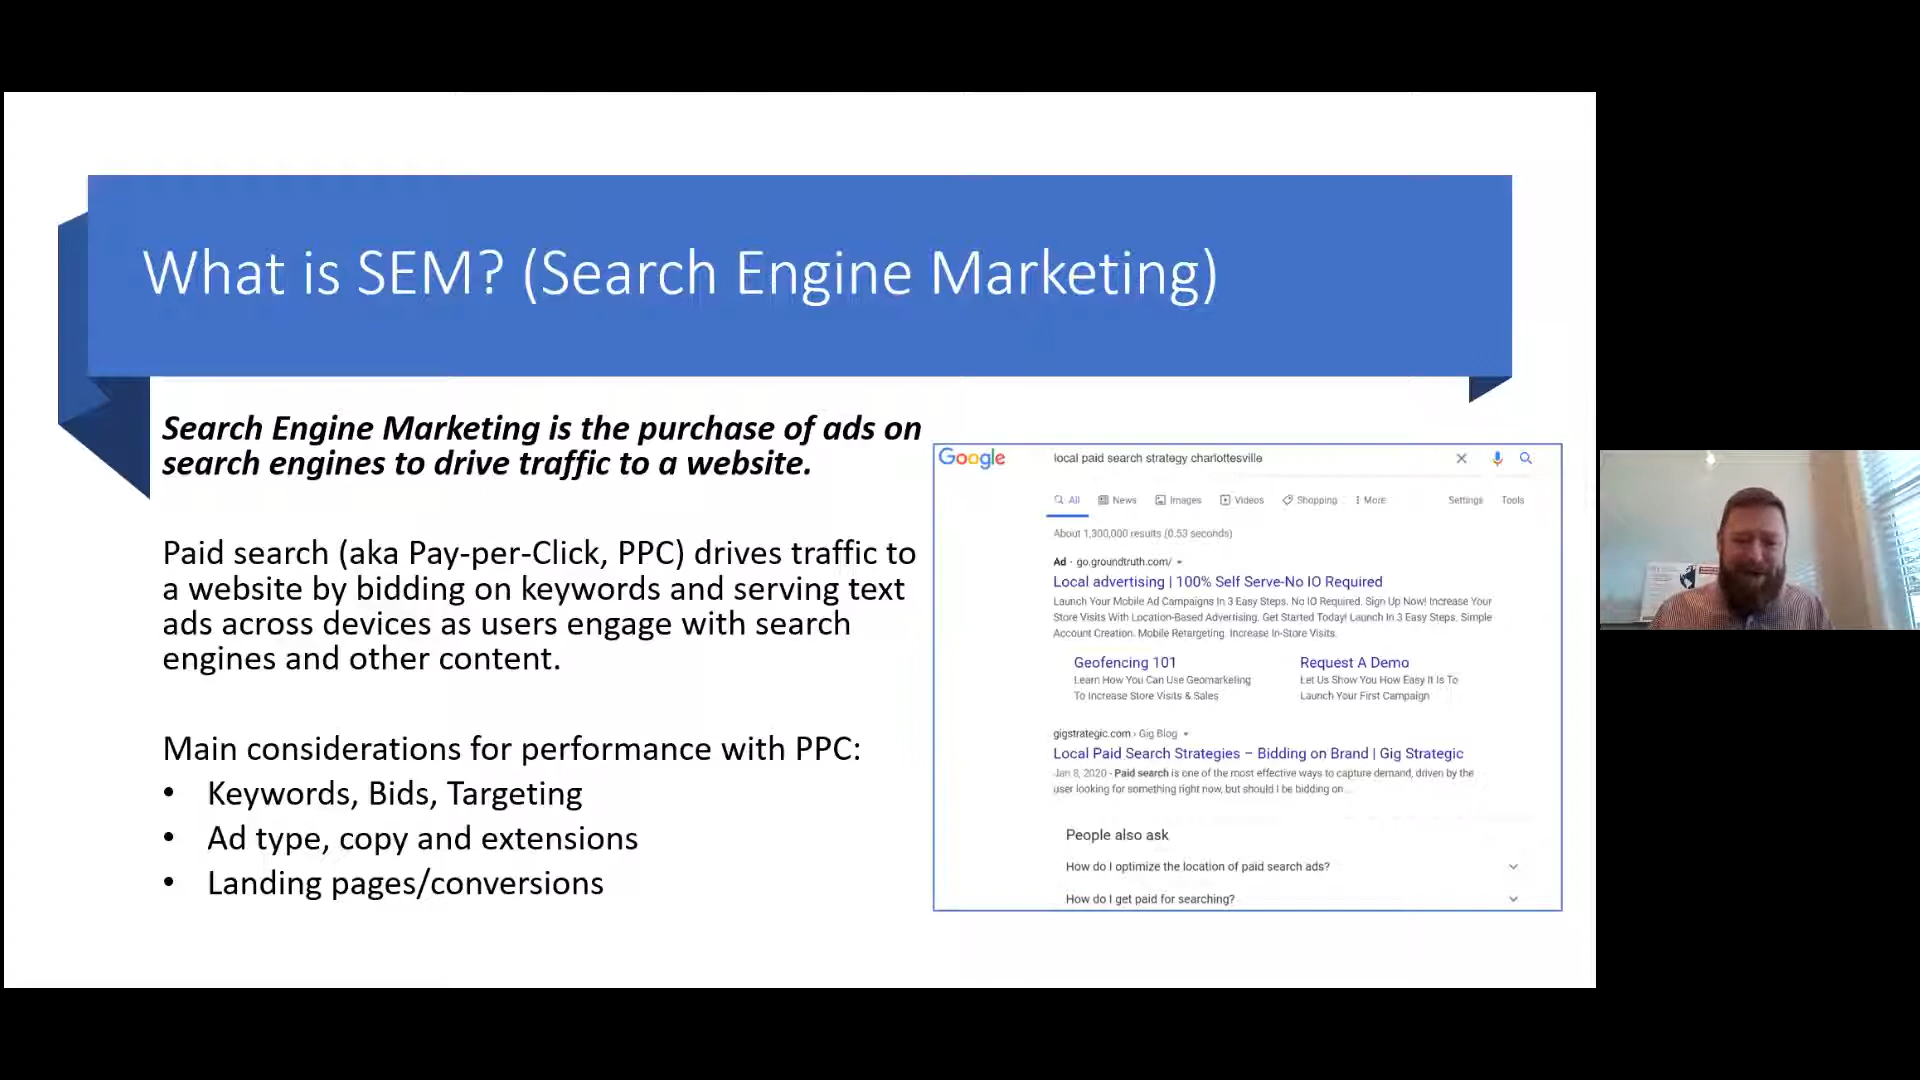 What is SEM? (Search Engine Marketing)
Search Engine Marketing is the purchase of ads on
search engines to drive traffic to a website.
Paid search (aka Pay-per-Click, PPC) drives traffic to
a website by bidding on keywords and serving text
ads across devices as users engage with search
engines and other content.
Main considerations for performance with PPC:
• Keywords, Bids, Targeting
• Ad type, copy and extensions
• Landing pages/conversions
Google
local paid search strategy charlottesville
All News Images Videos Shopping More Settings Tools
About 1,300,000 results (0.53 seconds)
Ad · go.groundtruth.com/
Local advertising | 100% Self Serve-No IO Required
Launch Your Mobile Ad Campaigns In 3 Easy Steps. No IO Required. Sign Up Now! Increase Your
Store Visits With Location-Based Advertising. Get Started Today! Launch In 3 Easy Steps. Simple
Account Creation. Mobile Retargeting. Increase In-Store Visits.
Geofencing 101
Learn How You Can Use Geomarketing
To Increase Store Visits & Sales
Request A Demo
Let Us Show You How Easy It Is To
Launch Your First Campaign
gigstrategic.com › Gig Blog
Local Paid Search Strategies – Bidding on Brand | Gig Strategic
Jan 8, 2020 - Paid search is one of the most effective ways to capture demand, driven by the
user looking for something right now, but should I be bidding on...
People also ask
How do I optimize the location of paid search ads?
How do I get paid for searching?